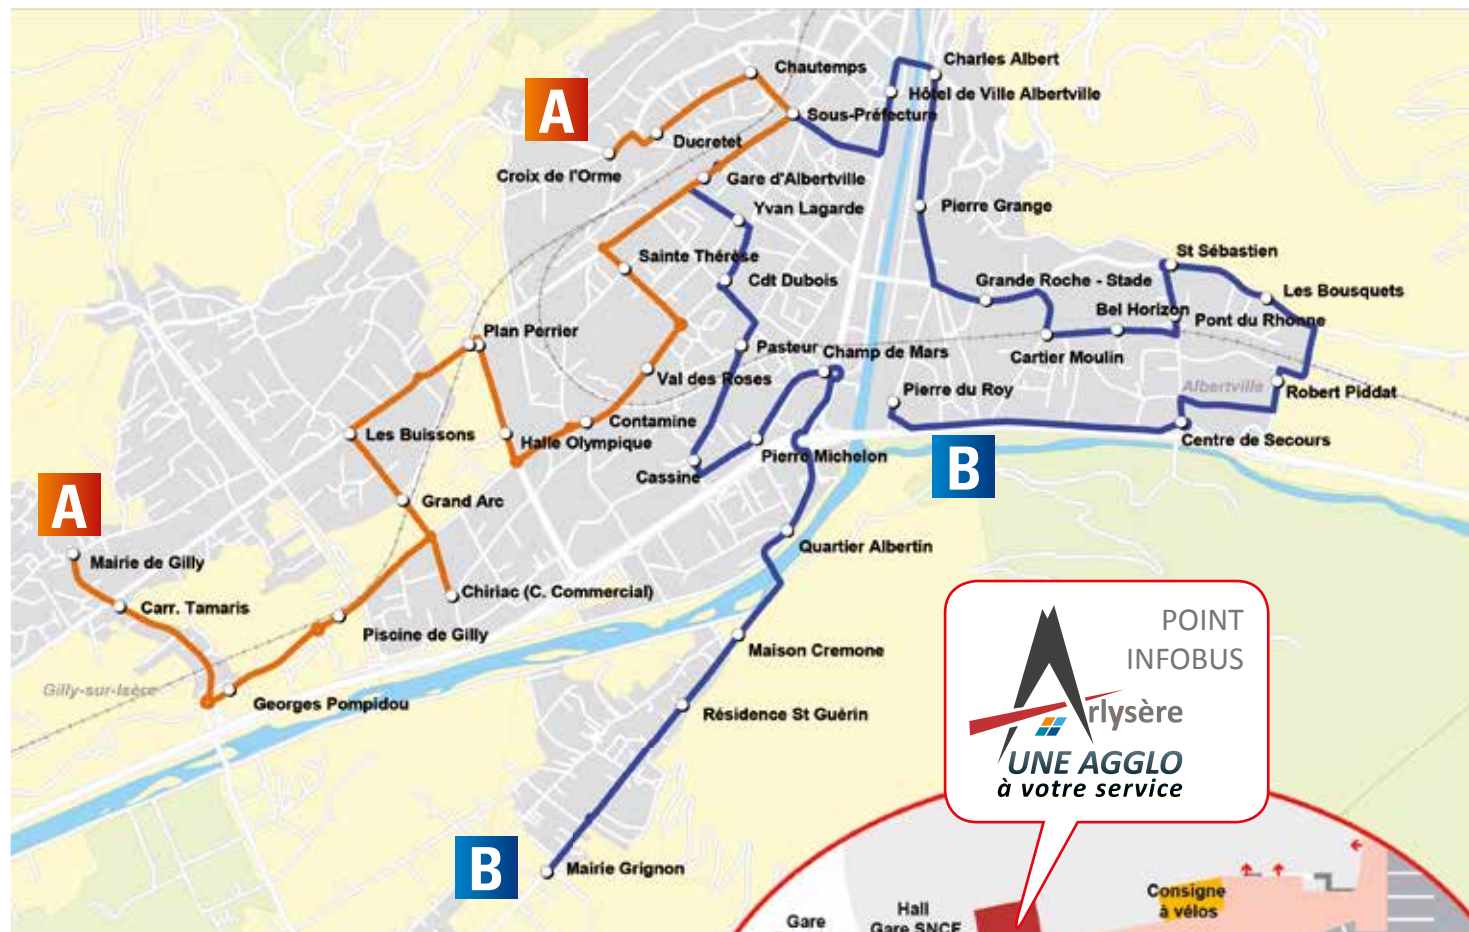 Chautemps
Charles Albert
Hôtel de Ville Albertville
A
Sous-Préfecture
Ducretet
Croix de l'Orme
Gare d'Albertville
Yvan Lagarde
Pierre Grange
Sainte Thérèse
Cdt Dubois
St Sébastien
Grande Roche - Stade
Les Bousquets
Bel Horizon
Pont du Rhonne
Plan Perrier
Pasteur
Champ de Mars
Cartier Moulin
Val des Roses
Pierre du Roy
Albertville
Robert Piddat
Contamine
Les Buissons
Halle Olympique
Centre de Secours
Pierre Michelon
Cassine
B
Grand Arc
A
Mairie de Gilly
Quartier Albertin
Chiriac (C. Commercial)
Carr. Tamaris
Piscine de Gilly
Maison Cremone
Gilly-sur-Isère
Georges Pompidou
Résidence St Guérin
POINT
INFOBUS
Arlysère
UNE AGGLO
à votre service
B
Mairie Grignon
Consigne
à vélos
Gare
Hall
Gare SNCF